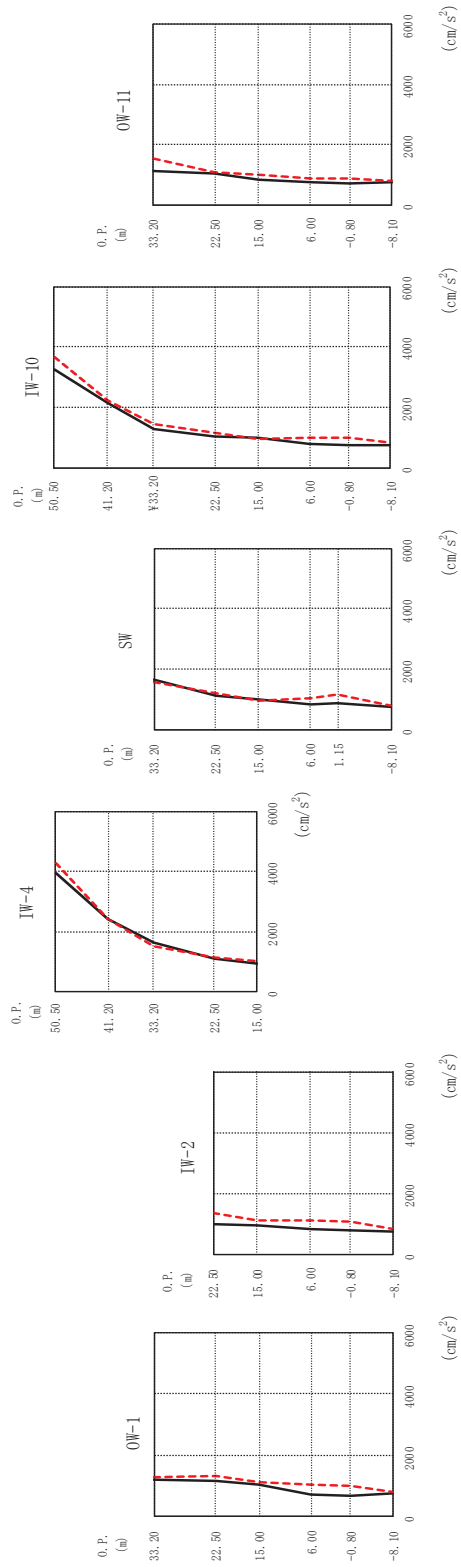 OW-1
O.P.
(m)
33.20
22.50
15.00
6.00
-0.80
-8.10
0
2000
4000
6000
(cm/s²)
IW-2
O.P.
(m)
22.50
15.00
6.00
-0.80
-8.10
0
2000
4000
6000
(cm/s²)
IW-4
O.P.
(m)
50.50
41.20
33.20
22.50
15.00
0
2000
4000
6000
(cm/s²)
SW
O.P.
(m)
33.20
22.50
15.00
6.00
1.15
-8.10
0
2000
4000
6000
(cm/s²)
IW-10
O.P.
(m)
50.50
41.20
¥33.20
22.50
15.00
6.00
-0.80
-8.10
0
2000
4000
6000
(cm/s²)
OW-11
O.P.
(m)
33.20
22.50
15.00
6.00
-0.80
-8.10
0
2000
4000
6000
(cm/s²)